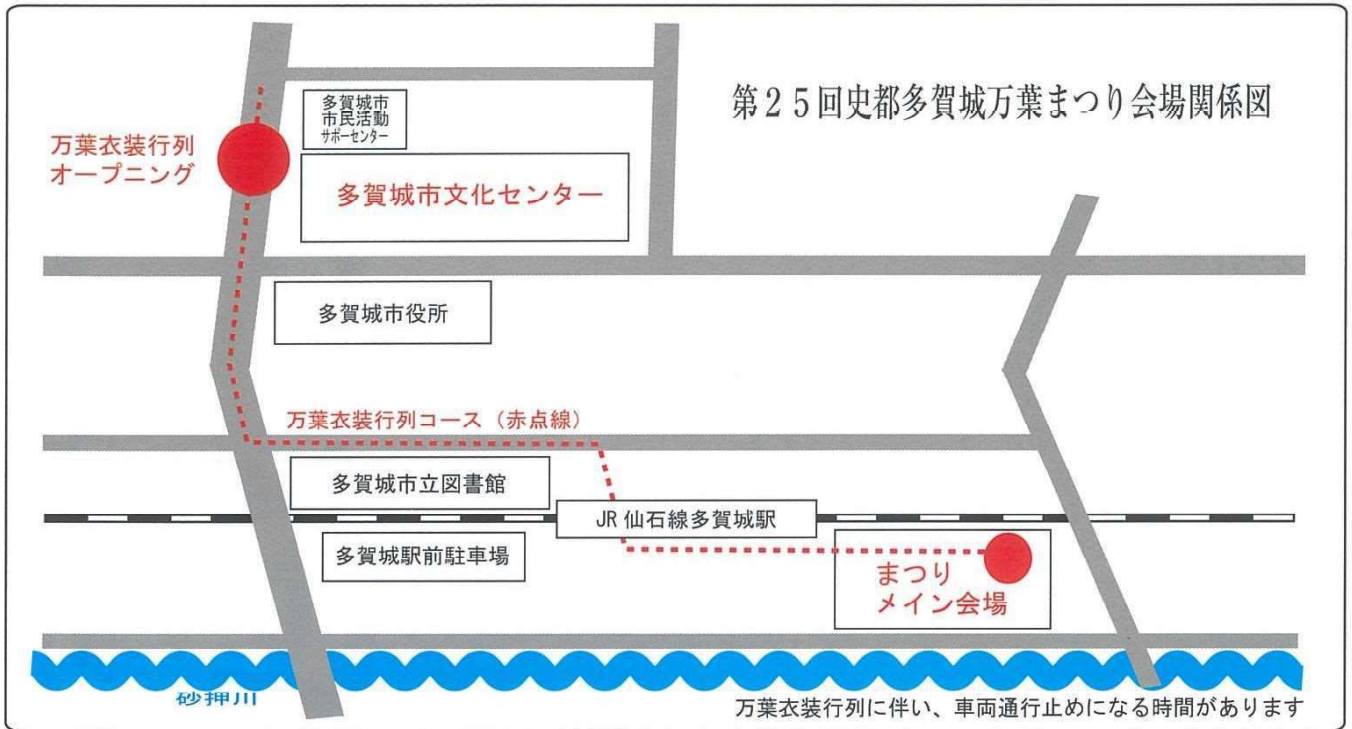 第25回史都多賀城万葉まつり会場関係図
多賀城市
市民活動
サポーセンター
万葉衣装行列
オープニング
多賀城市文化センター
多賀城市役所
万葉衣装行列コース（赤点線）
多賀城市立図書館
JR 仙石線多賀城駅
多賀城駅前駐車場
まつり
メイン会場
砂押川
万葉衣装行列に伴い、車両通行止めになる時間があります